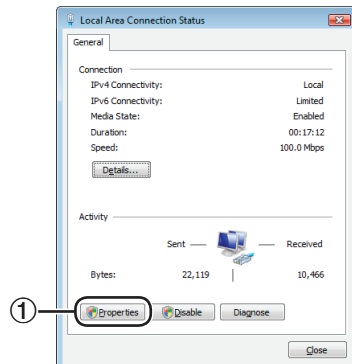 Local Area Connection Status
General
Connection
IPv4 Connectivity: Local
IPv6 Connectivity: Limited
Media State: Enabled
Duration: 00:17:12
Speed: 100.0 Mbps
Details...
Activity
Sent Received
Bytes: 22,119 10,466
① Properties Disable Diagnose
Close